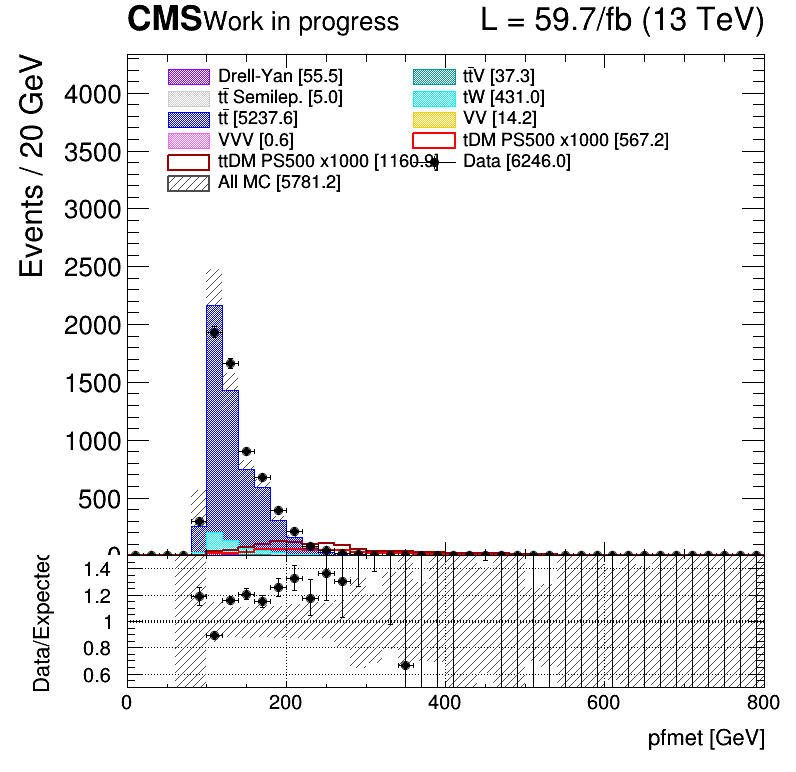 CMS Work in progress L = 59.7/fb (13 TeV)
Events / 20 GeV
Drell-Yan [55.5] tt̄V [37.3]
tt̄ Semilep. [5.0] tW [431.0]
tt̄ [5237.6] VV [14.2]
VVV [0.6] tDM PS500 x1000 [567.2]
ttDM PS500 x1000 [1160.9] Data [6246.0]
All MC [5781.2]
4000
3500
3000
2500
2000
1500
1000
500
0
Data/Expected
1.4
1.2
1
0.8
0.6
0 200 400 600 800
pfmet [GeV]